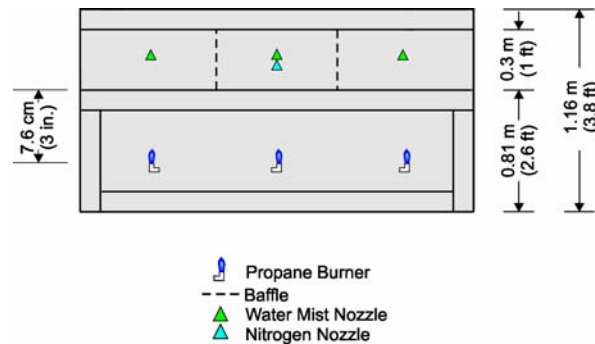 7.6 cm
(3 in.)
0.3 m
(1 ft)
0.81 m
(2.6 ft)
1.16 m
(3.8 ft)
Propane Burner
Baffle
Water Mist Nozzle
Nitrogen Nozzle